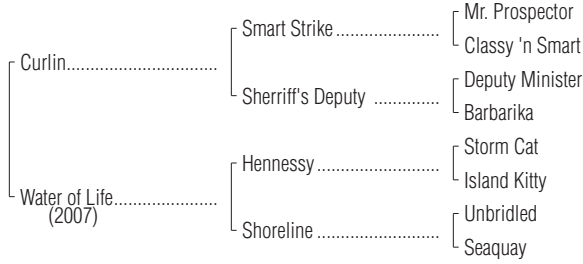 Mr. Prospector
Smart Strike ......................
Classy 'n Smart
Curlin................................
Deputy Minister
Sherriff's Deputy ..............
Barbarika
Storm Cat
Hennessy ..........................
Island Kitty
Water of Life......................
(2007)
Unbridled
Shoreline ..........................
Seaquay